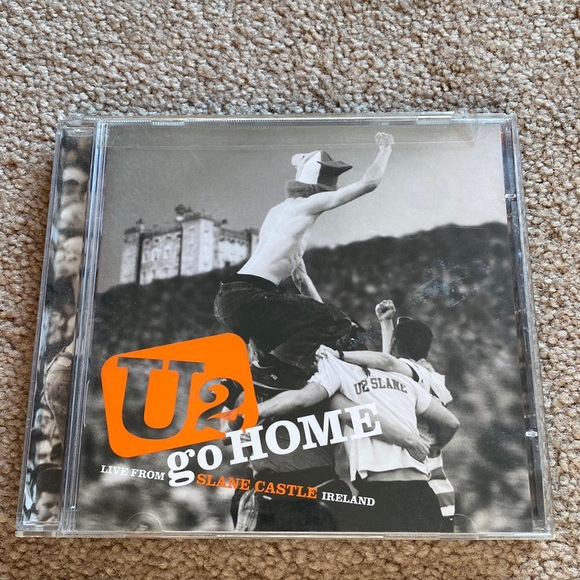 U2 SLANE
U2
go HOME
LIVE FROM SLANE CASTLE IRELAND